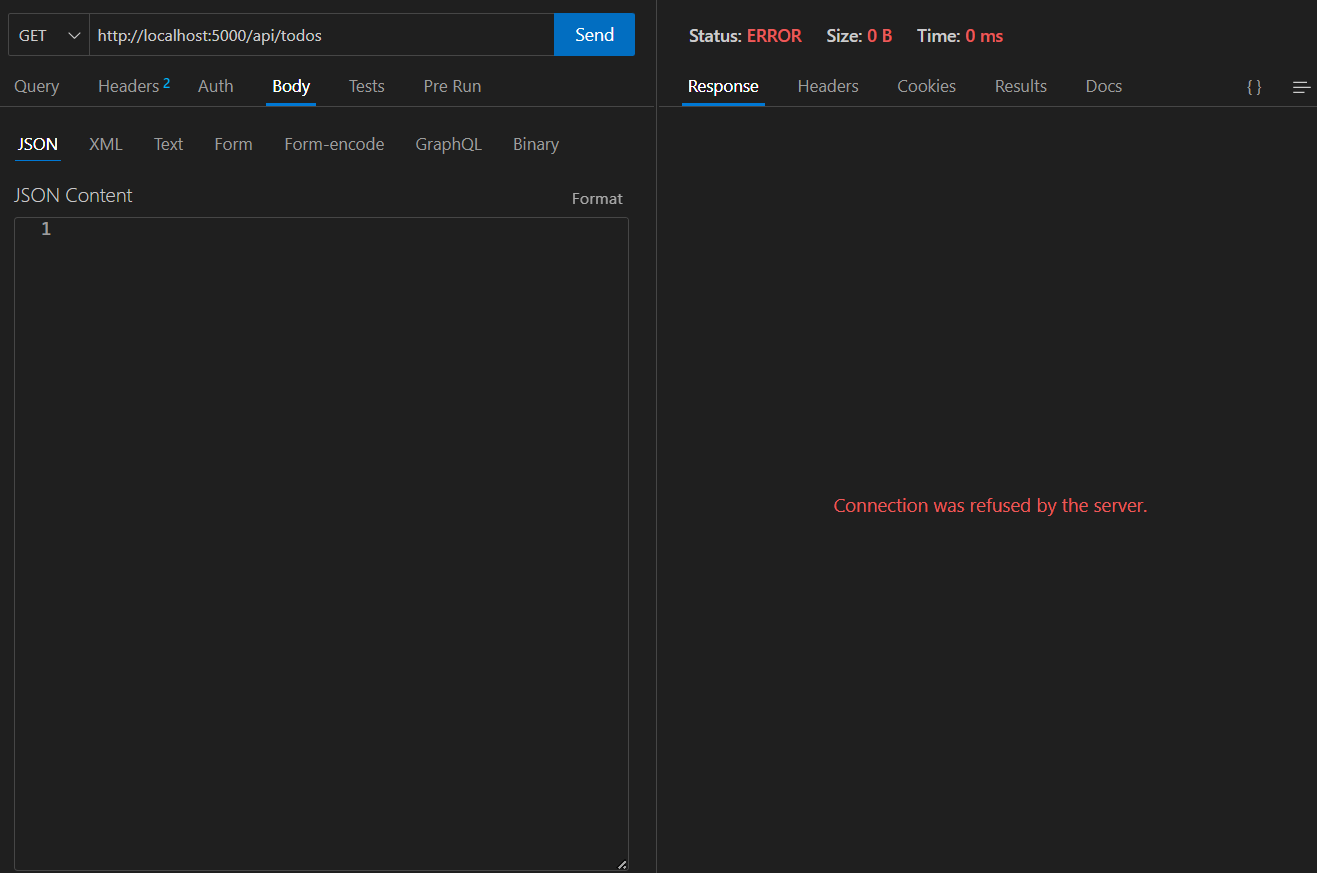 GET http://localhost:5000/api/todos Send
Query Headers 2 Auth Body Tests Pre Run
JSON XML Text Form Form-encode GraphQL Binary
JSON Content Format
1
Status: ERROR Size: 0 B Time: 0 ms
Response Headers Cookies Results Docs { }
Connection was refused by the server.